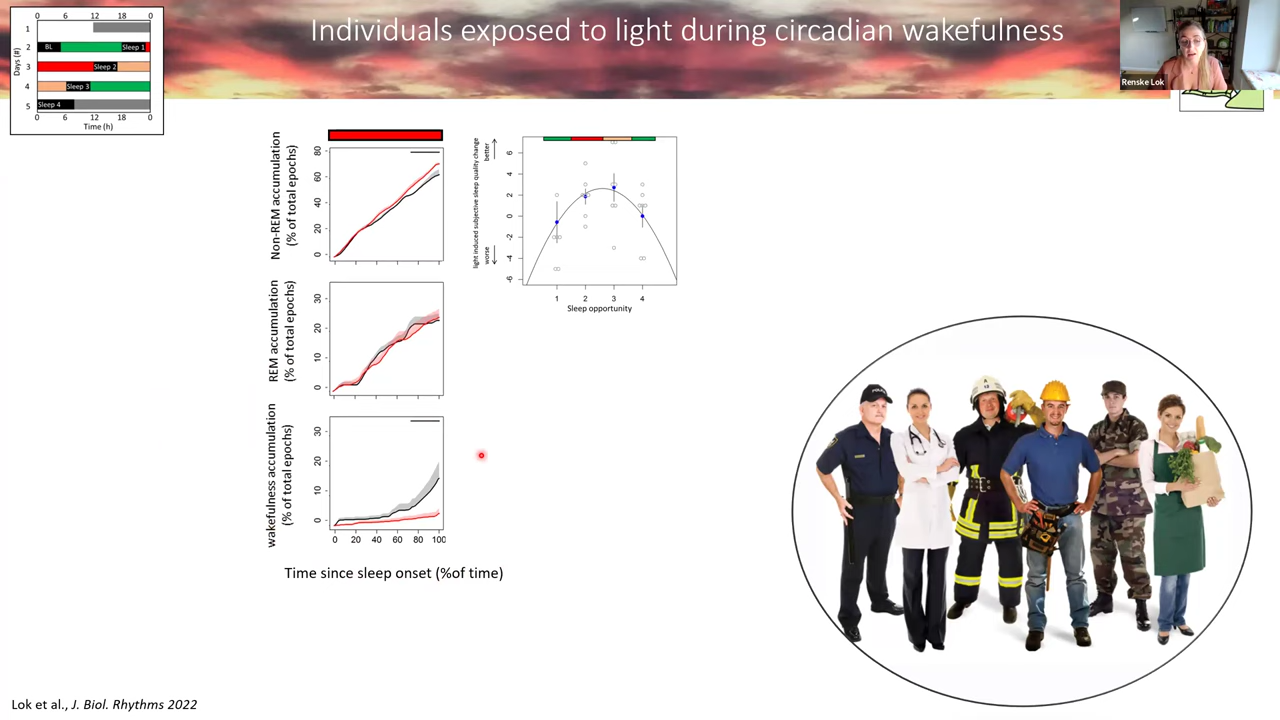 Individuals exposed to light during circadian wakefulness
0 6 12 18 0
Days (#)
1
2
3
4
5
BL
Sleep 1
Sleep 2
Sleep 3
Sleep 4
0 6 12 18 0
Time (h)
Renske Lok
Non-REM accumulation
(% of total epochs)
80
60
40
20
0
REM accumulation
(% of total epochs)
30
20
10
0
wakefulness accumulation
(% of total epochs)
30
20
10
0
0 20 40 60 80 100
Time since sleep onset (%of time)
light induced subjective sleep quality change
better
worse
6
4
2
0
-2
-4
-6
1 2 3 4
Sleep opportunity
POLICE
A
13
Lok et al., J. Biol. Rhythms 2022